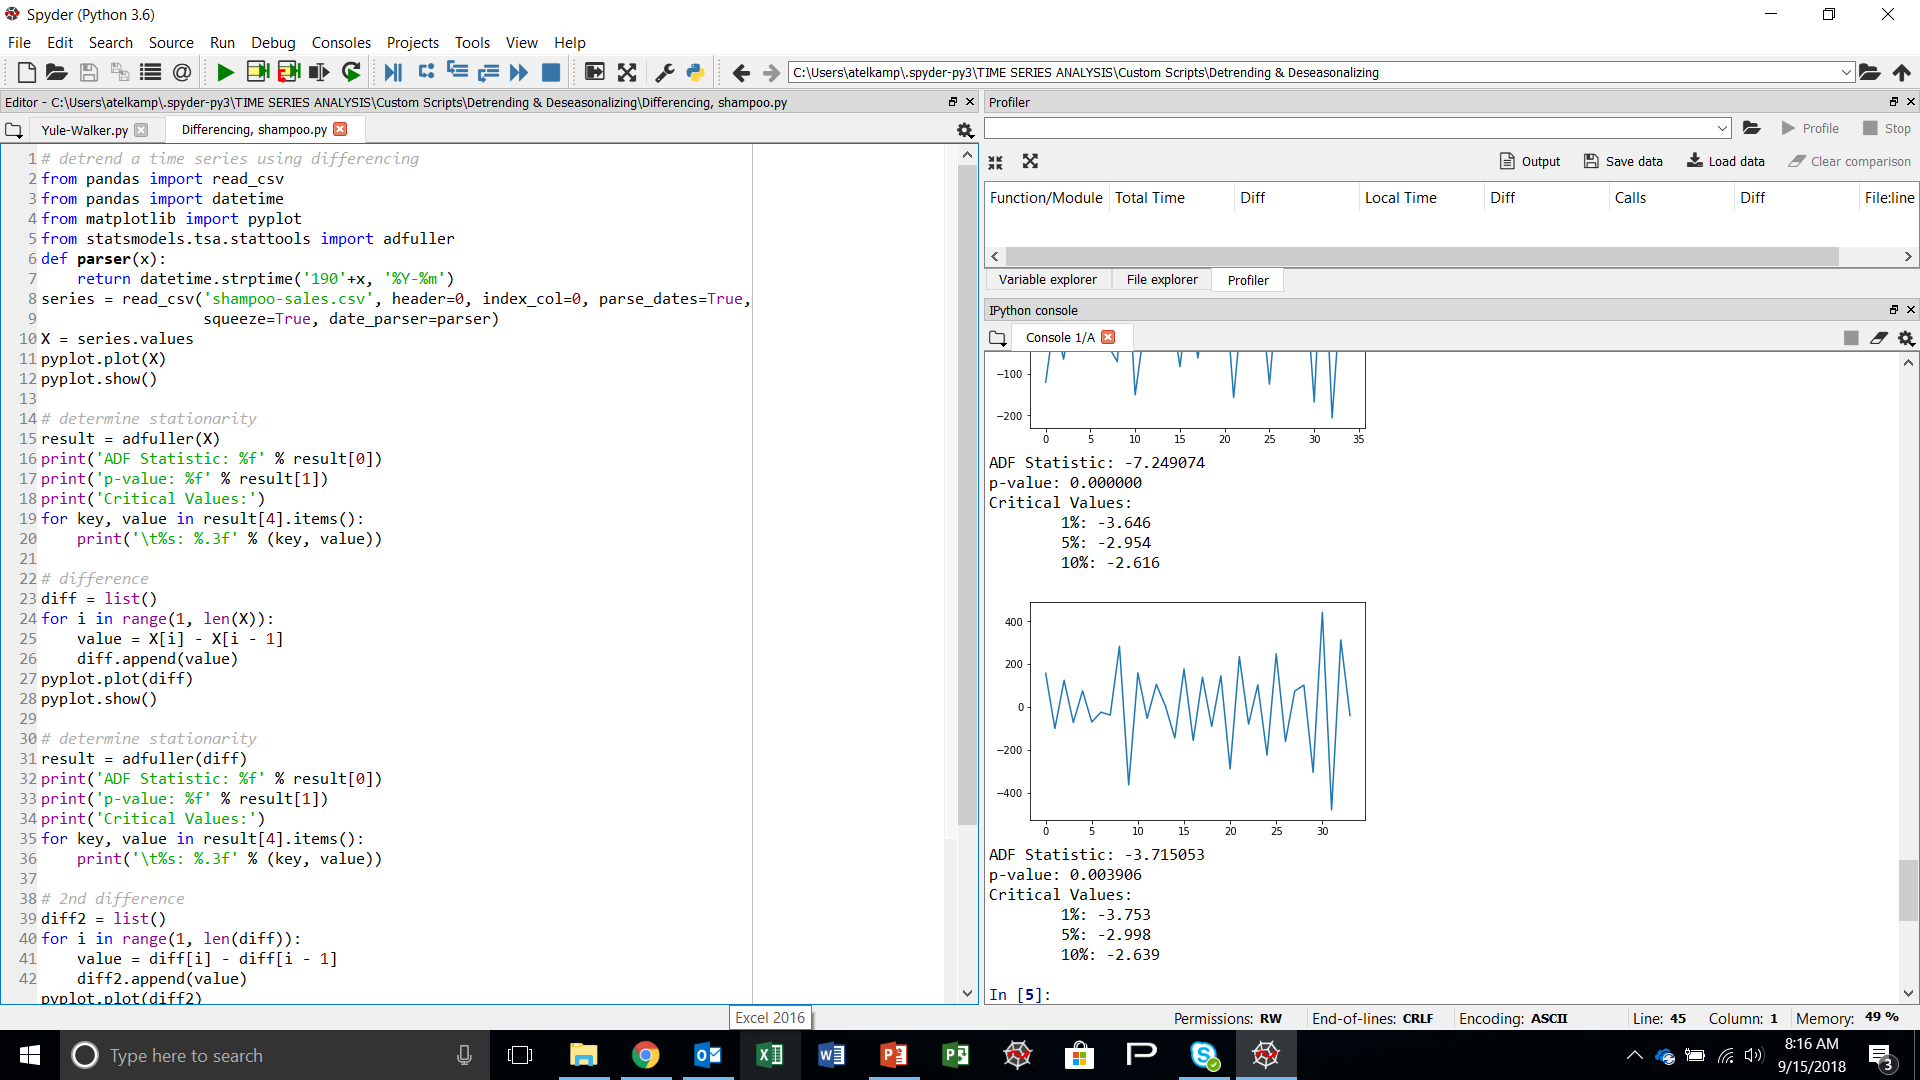 Spyder (Python 3.6)
File Edit Search Source Run Debug Consoles Projects Tools View Help
C:\Users\atelkamp\.spyder-py3\TIME SERIES ANALYSIS\Custom Scripts\Detrending & Deseasonalizing
Editor - C:\Users\atelkamp\.spyder-py3\TIME SERIES ANALYSIS\Custom Scripts\Detrending & Deseasonalizing\Differencing, shampoo.py
Yule-Walker.py Differencing, shampoo.py
1 # detrend a time series using differencing
2 from pandas import read_csv
3 from pandas import datetime
4 from matplotlib import pyplot
5 from statsmodels.tsa.stattools import adfuller
6 def parser(x):
7     return datetime.strptime('190'+x, '%Y-%m')
8 series = read_csv('shampoo-sales.csv', header=0, index_col=0, parse_dates=True,
9                   squeeze=True, date_parser=parser)
10 X = series.values
11 pyplot.plot(X)
12 pyplot.show()
13
14 # determine stationarity
15 result = adfuller(X)
16 print('ADF Statistic: %f' % result[0])
17 print('p-value: %f' % result[1])
18 print('Critical Values:')
19 for key, value in result[4].items():
20     print('\t%s: %.3f' % (key, value))
21
22 # difference
23 diff = list()
24 for i in range(1, len(X)):
25     value = X[i] - X[i - 1]
26     diff.append(value)
27 pyplot.plot(diff)
28 pyplot.show()
29
30 # determine stationarity
31 result = adfuller(diff)
32 print('ADF Statistic: %f' % result[0])
33 print('p-value: %f' % result[1])
34 print('Critical Values:')
35 for key, value in result[4].items():
36     print('\t%s: %.3f' % (key, value))
37
38 # 2nd difference
39 diff2 = list()
40 for i in range(1, len(diff)):
41     value = diff[i] - diff[i - 1]
42     diff2.append(value)
pyplot.plot(diff2)
Profiler
Profile Stop
Output Save data Load data Clear comparison
Function/Module Total Time Diff Local Time Diff Calls Diff File:line
Variable explorer File explorer Profiler
IPython console
Console 1/A
−100
−200
0 5 10 15 20 25 30 35
ADF Statistic: -7.249074
p-value: 0.000000
Critical Values:
1%: -3.646
5%: -2.954
10%: -2.616
400
200
0
−200
−400
0 5 10 15 20 25 30
ADF Statistic: -3.715053
p-value: 0.003906
Critical Values:
1%: -3.753
5%: -2.998
10%: -2.639
In [5]:
Excel 2016
Permissions: RW End-of-lines: CRLF Encoding: ASCII Line: 45 Column: 1 Memory: 49 %
Type here to search
8:16 AM
9/15/2018
3